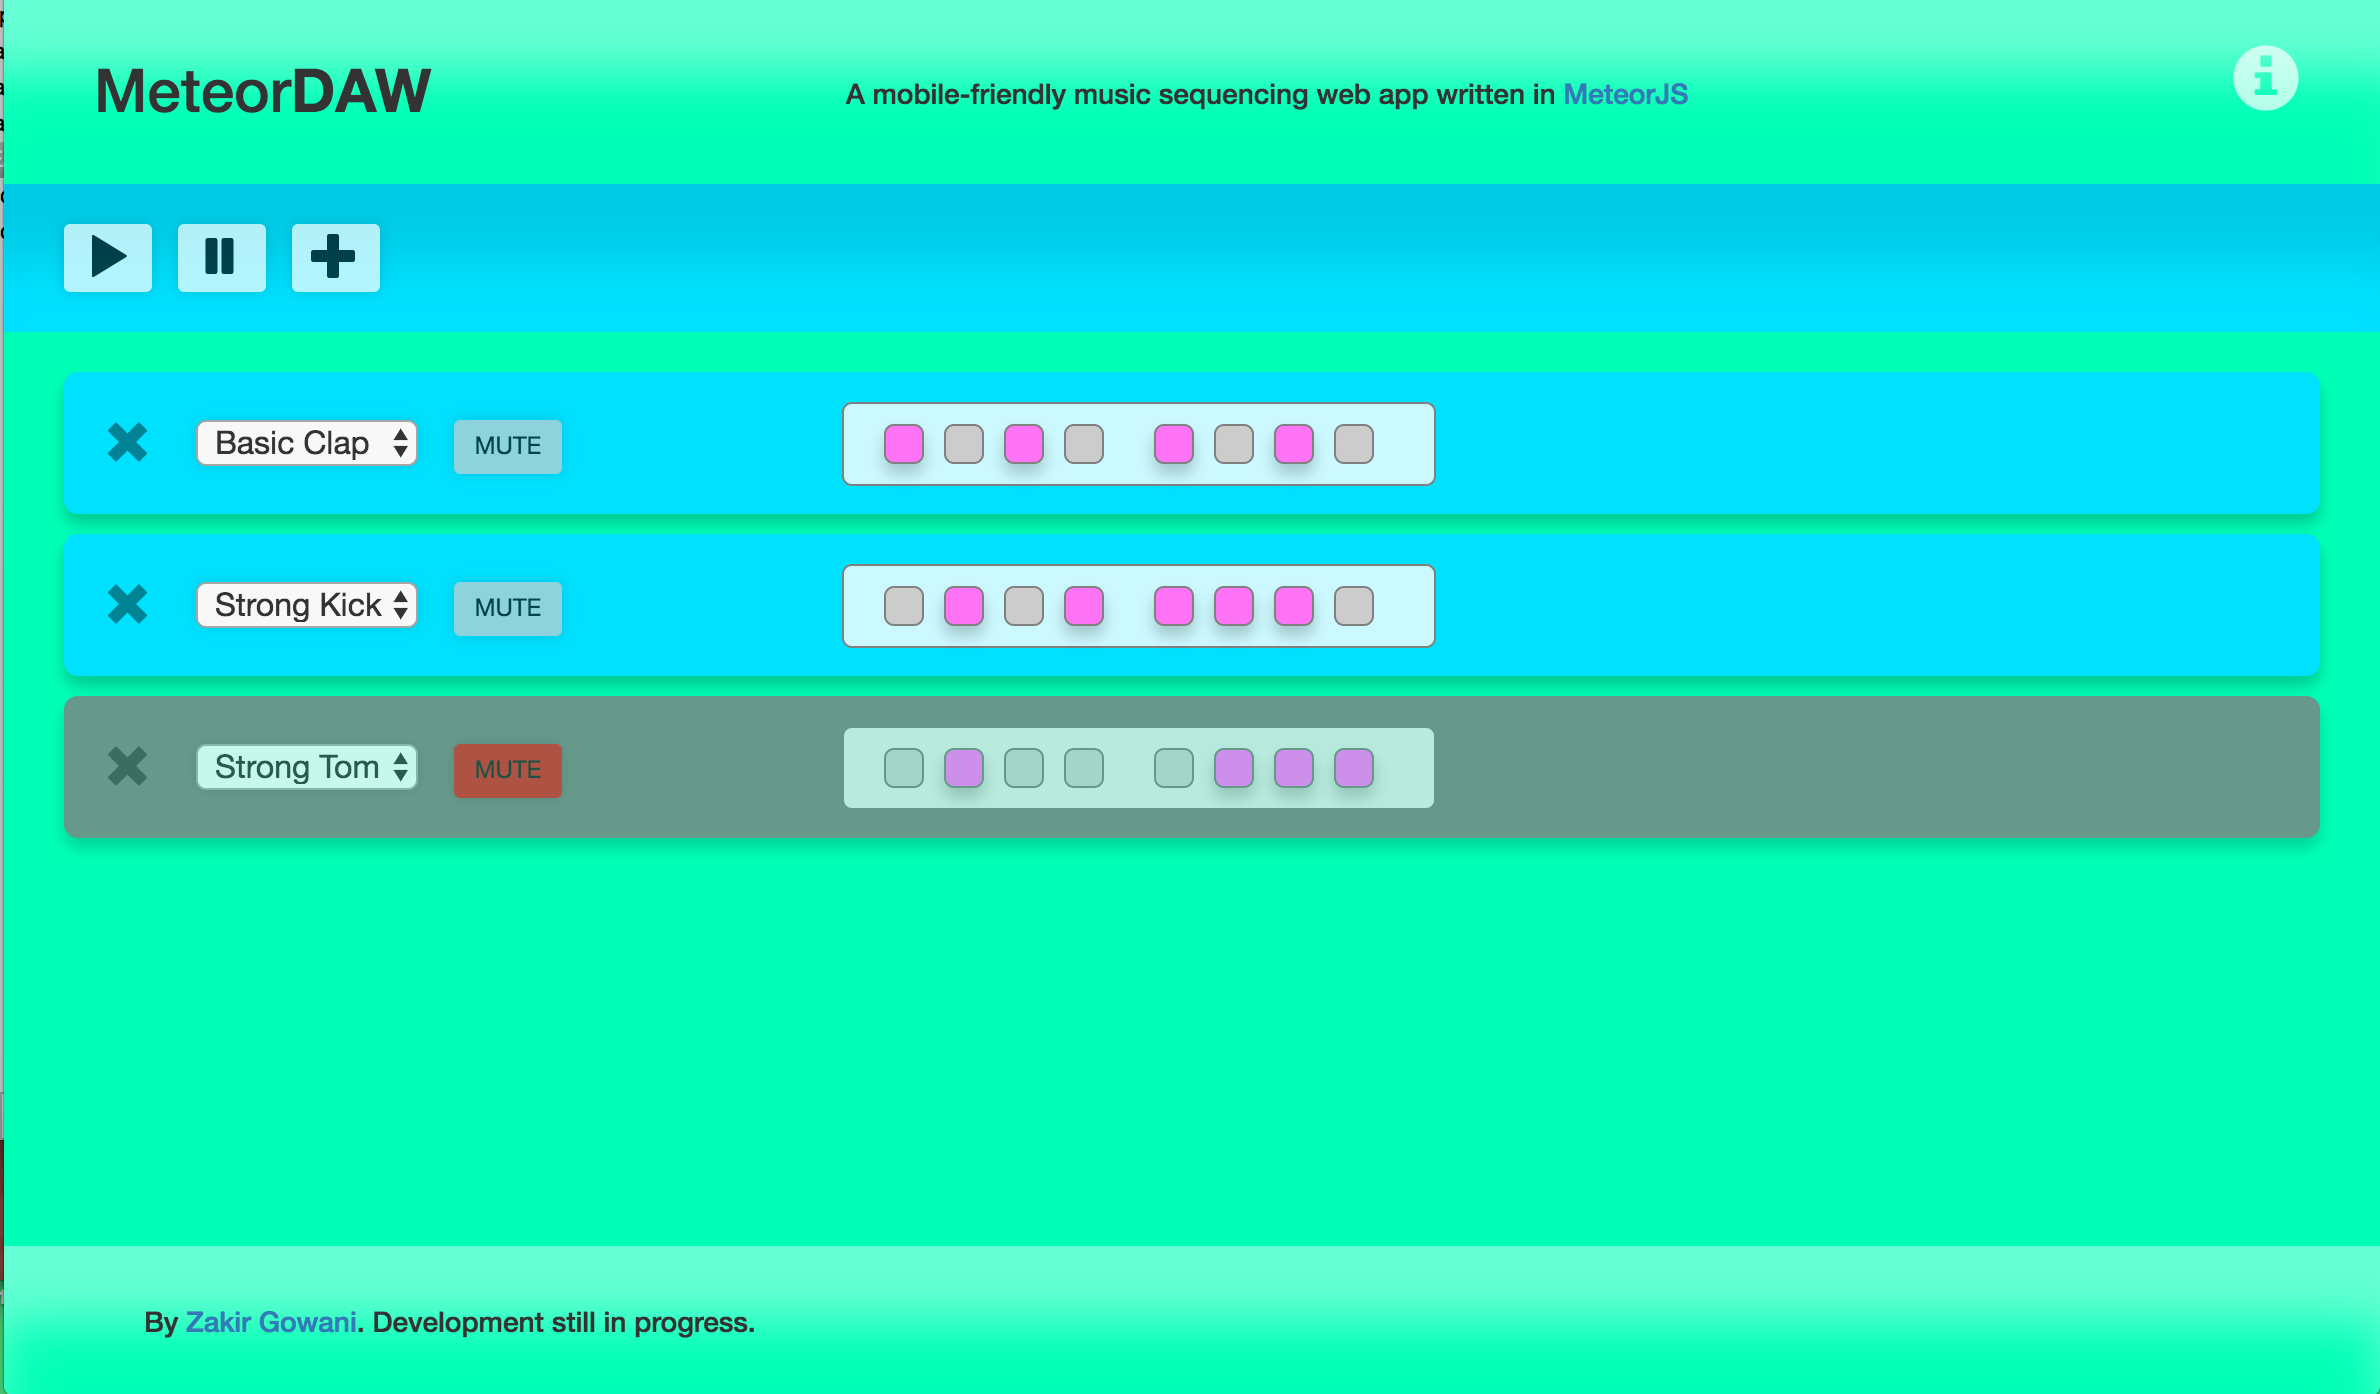 MeteorDAW
A mobile-friendly music sequencing web app written in MeteorJS
Basic Clap
MUTE
Strong Kick
MUTE
Strong Tom
MUTE
By Zakir Gowani. Development still in progress.